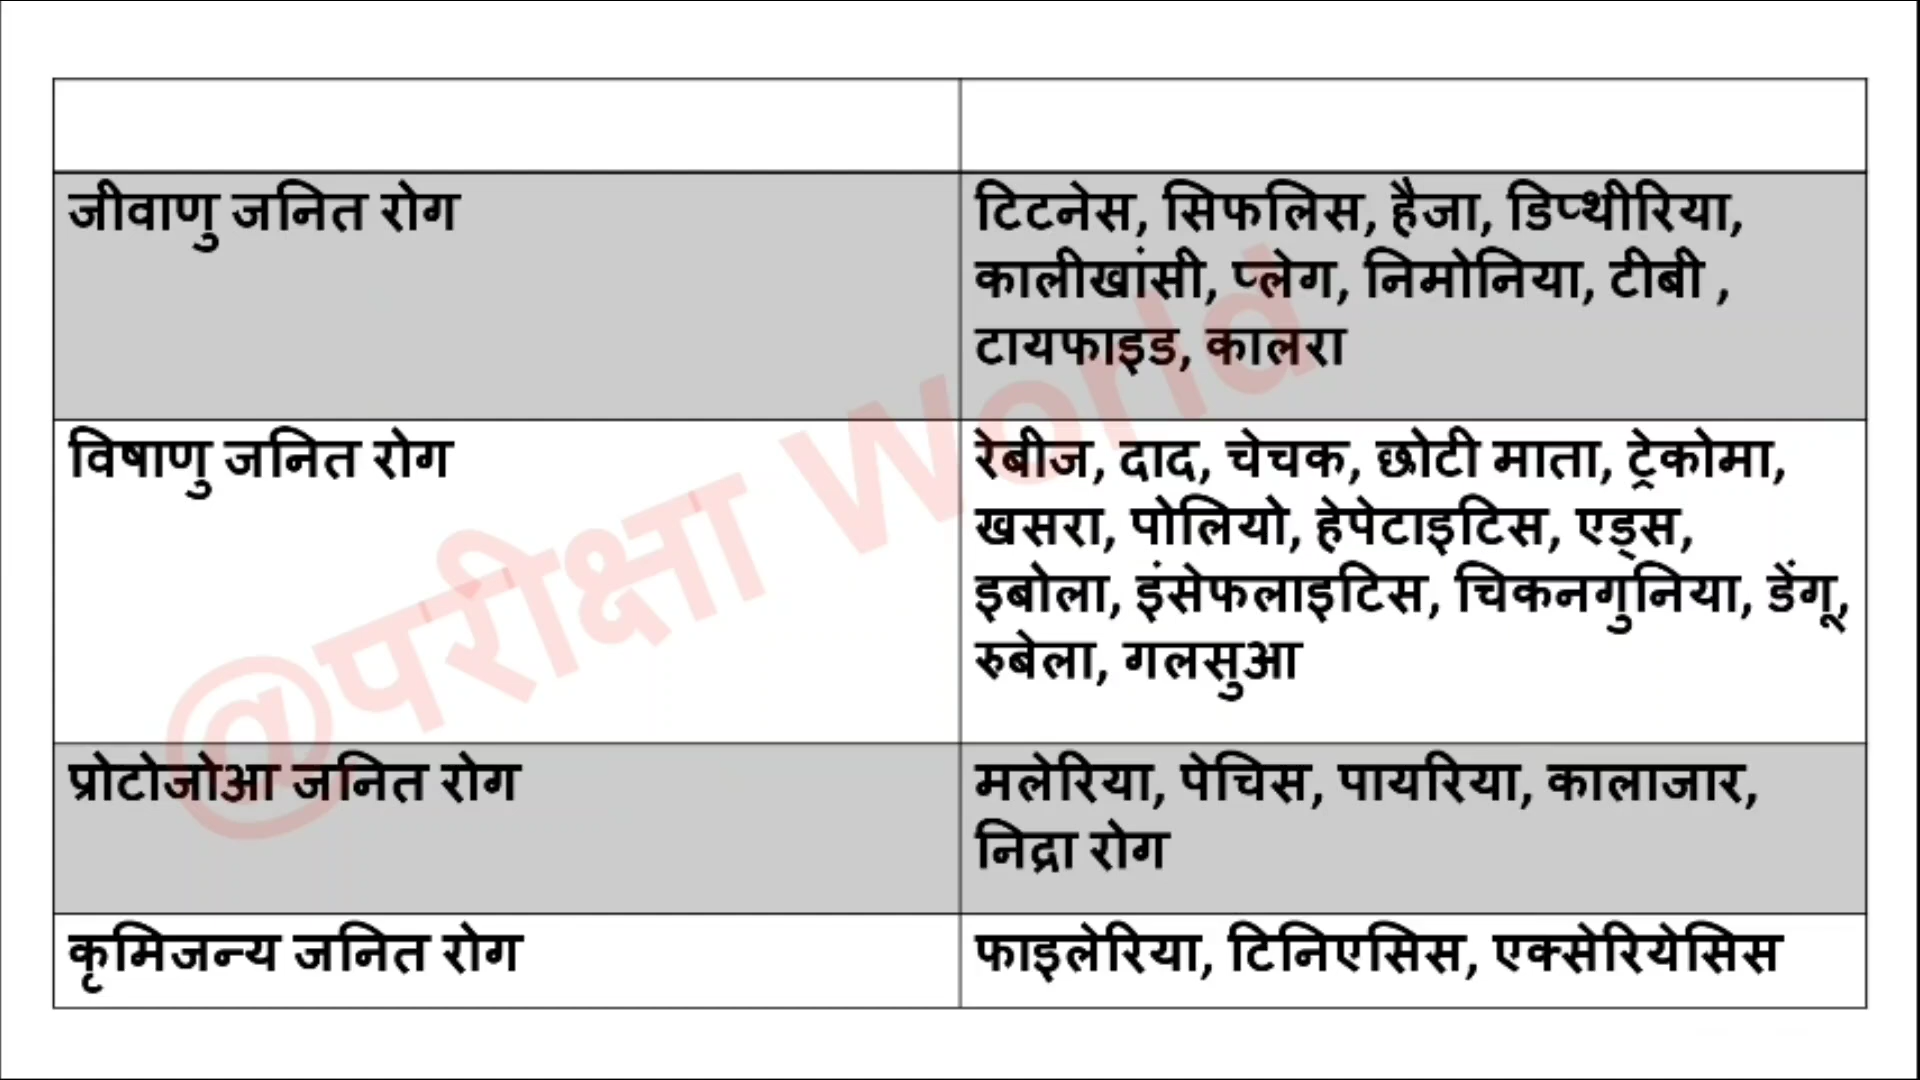 जीवाणु जनित रोग
टिटनेस, सिफलिस, हैजा, डिप्थीरिया,
कालीखांसी, प्लेग, निमोनिया, टीबी ,
टायफाइड, कालरा
विषाणु जनित रोग
रेबीज, दाद, चेचक, छोटी माता, ट्रेकोमा,
खसरा, पोलियो, हेपेटाइटिस, एड्स,
इबोला, इंसेफलाइटिस, चिकनगुनिया, डेंगू,
रुबेला, गलसुआ
प्रोटोजोआ जनित रोग
मलेरिया, पेचिस, पायरिया, कालाजार,
निद्रा रोग
कृमिजन्य जनित रोग
फाइलेरिया, टिनिएसिस, एक्सेरियेसिस
@परीक्षा World